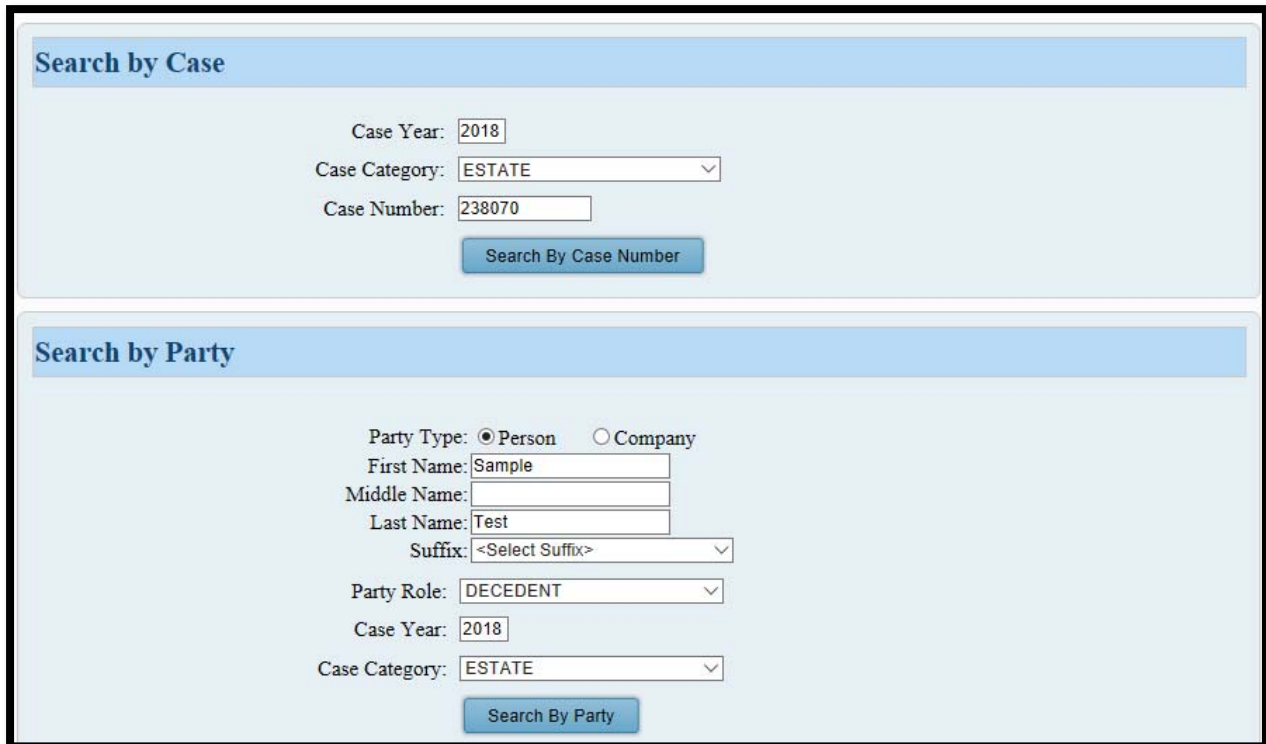 Search by Case
Case Year: 2018
Case Category: ESTATE
Case Number: 238070
Search By Case Number
Search by Party
Party Type: Person Company
First Name: Sample
Middle Name:
Last Name: Test
Suffix: <Select Suffix>
Party Role: DECEDENT
Case Year: 2018
Case Category: ESTATE
Search By Party